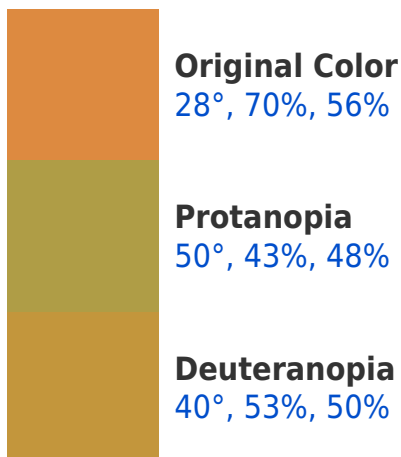 Original Color
28°, 70%, 56%
Protanopia
50°, 43%, 48%
Deuteranopia
40°, 53%, 50%